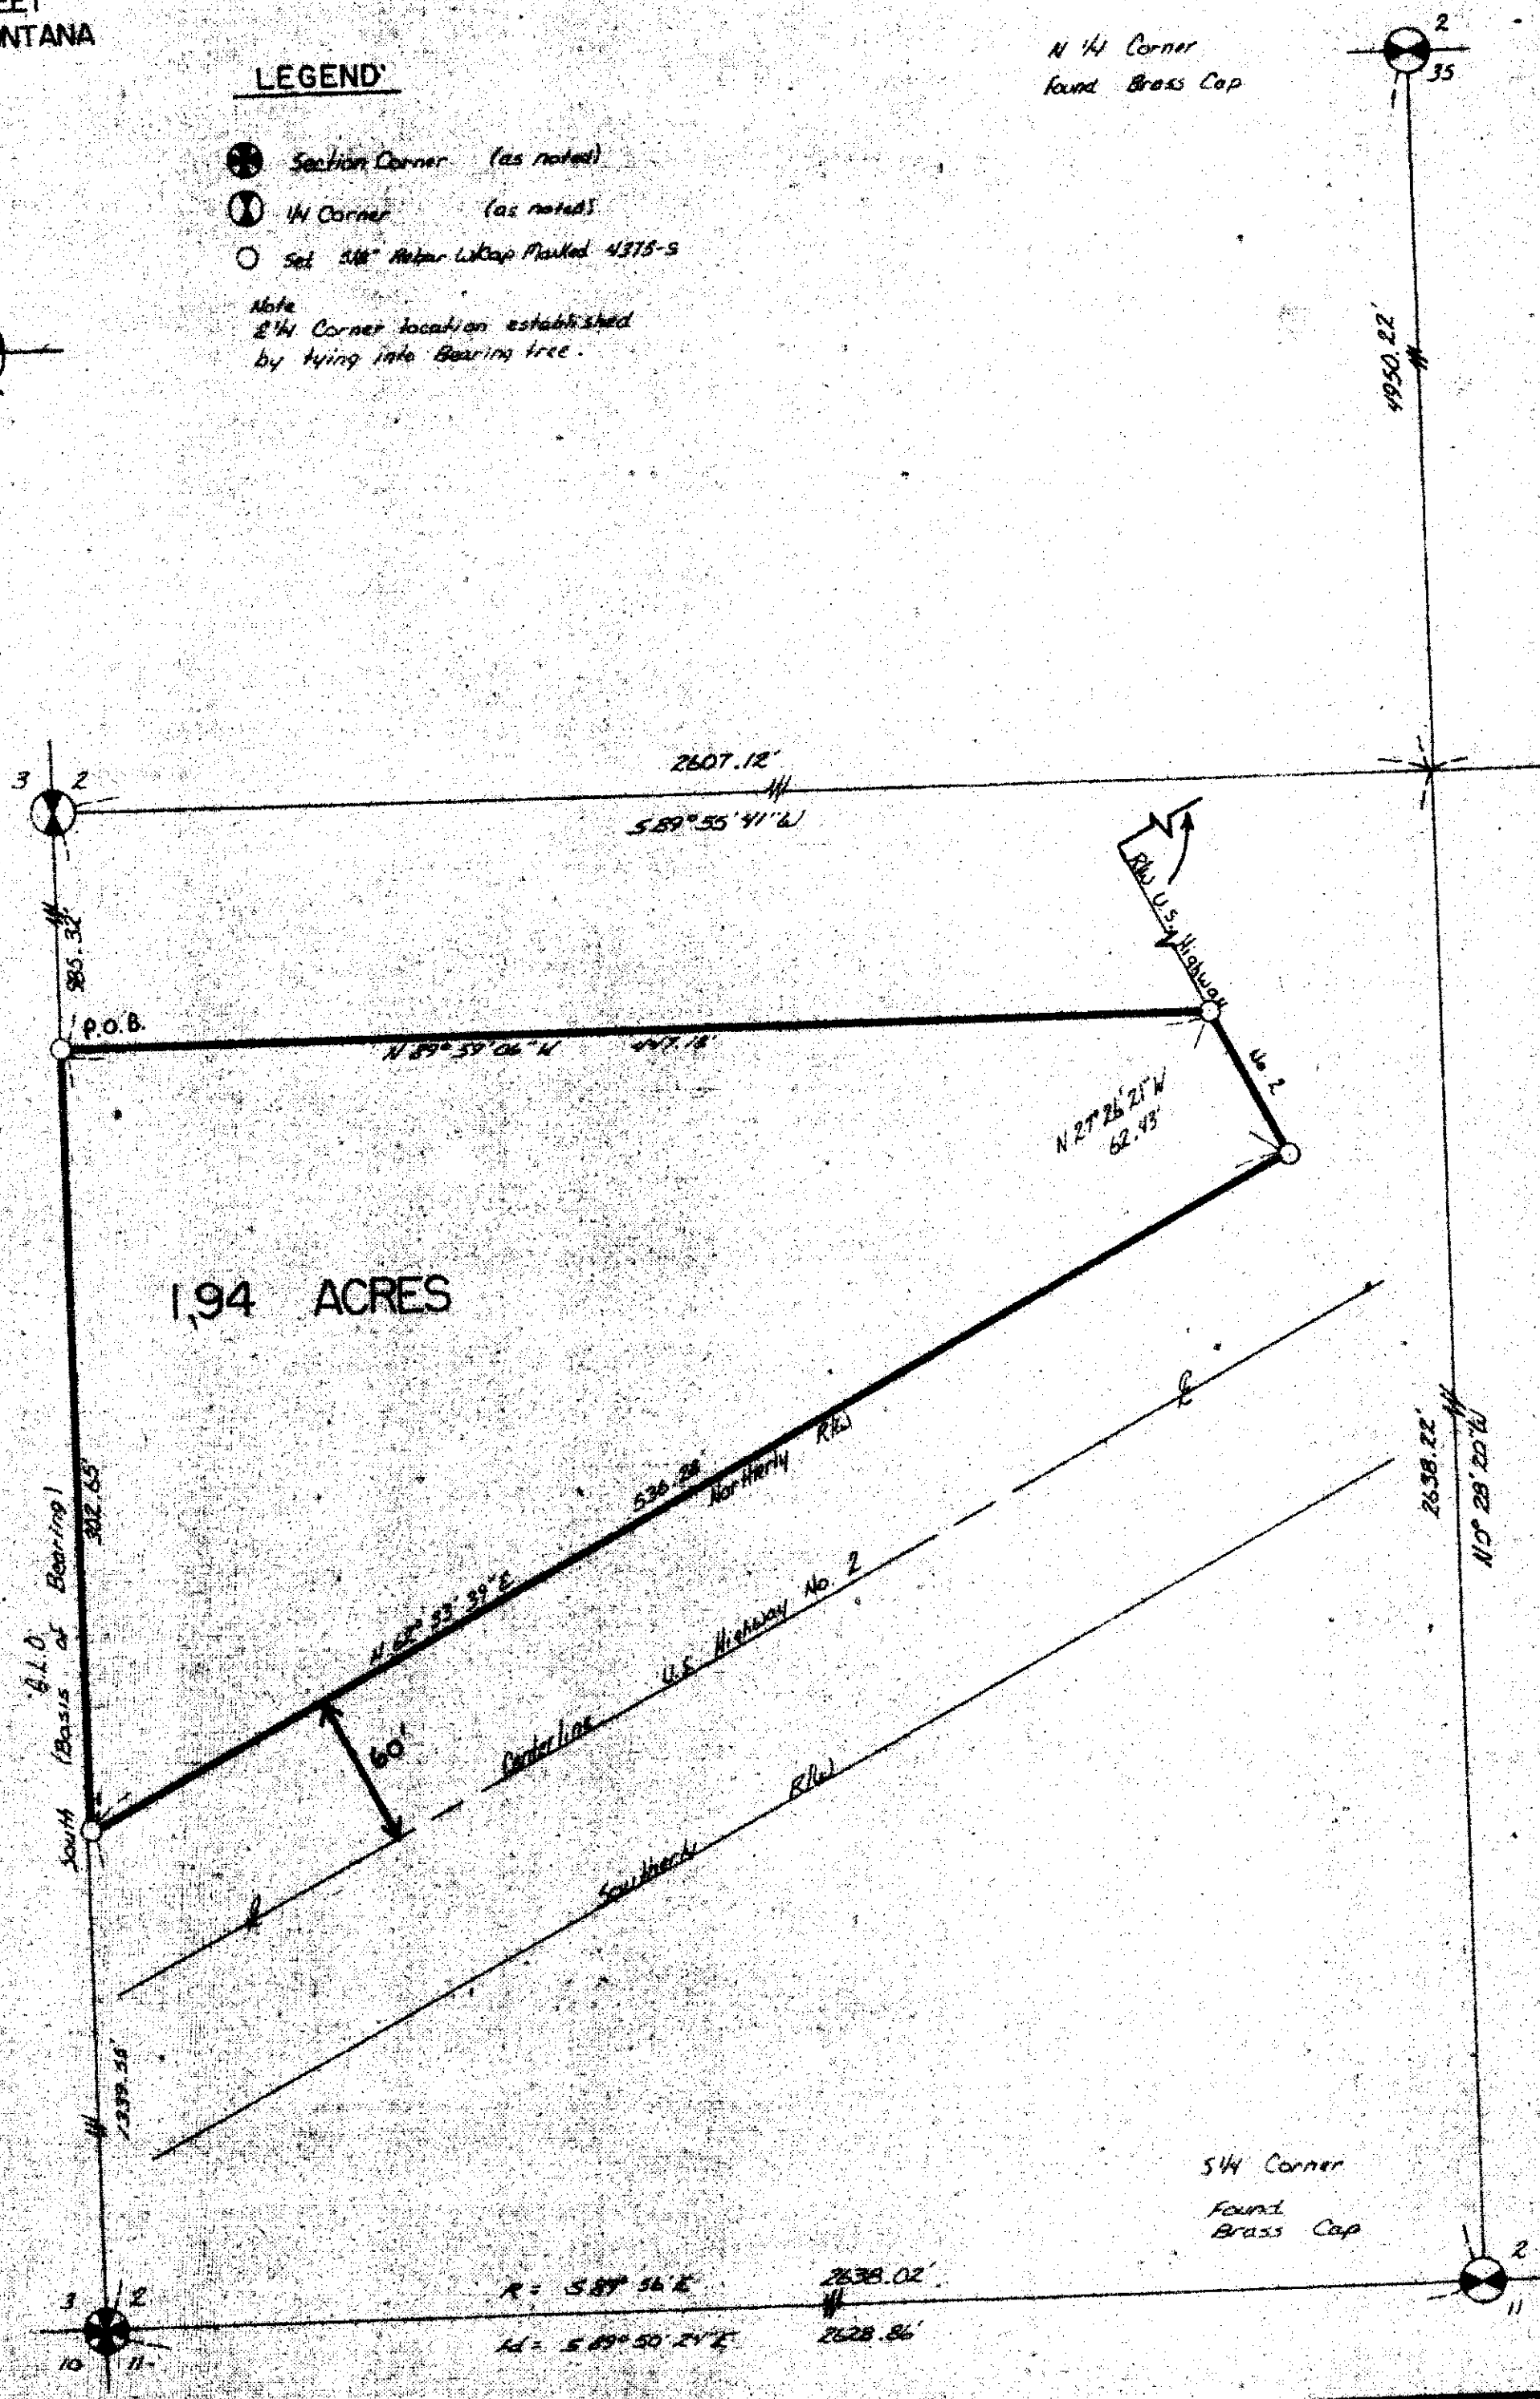 NTANA
LEGEND
Section Corner (as noted)
1/4 Corner (as noted)
Set 5/8" Rebar W/Cap Marked 4375-S
Note
1/4 Corner location established
by tying into Bearing tree.
N 1/4 Corner
found Brass Cap
2
35
4950.22'
3 2
2607.12'
S 89° 55' 41" W
985.32'
P.O.B.
N 89° 59' 06" W
R/W U.S. Highway
No. 2
N 27° 26' 21" W
62.43'
1.94 ACRES
302.65'
South (Basis of Bearing)
G.L.O.
N 62° 33' 39" E
Northerly R/W
60'
Centerline U.S. Highway No. 2
Southerly R/W
2638.22'
N 0° 28' 20" W
S 1/4 Corner
Found
Brass Cap
2
11
3 2
10 11
R = S 89° 56' E 2638.02'
S 89° 50' 24" E 2628.86'